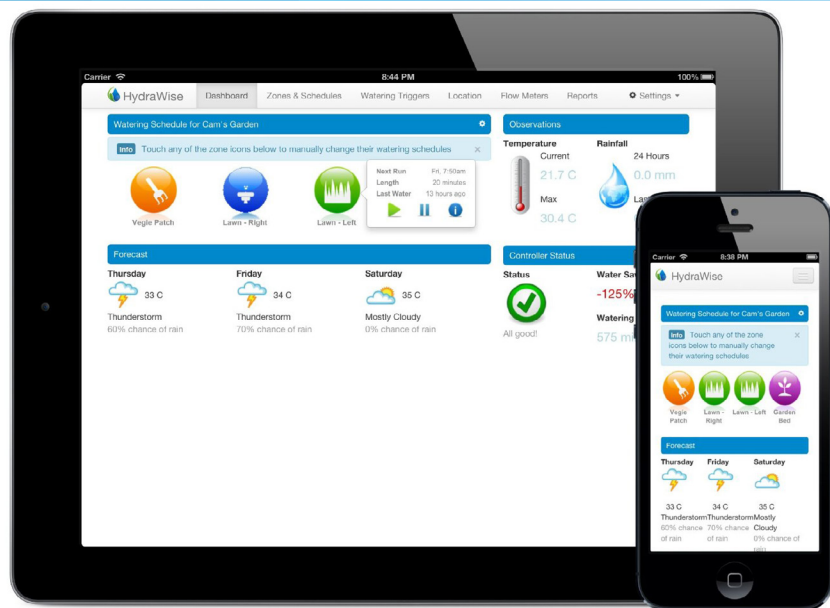 Carrier 8:44 PM 100%
HydraWise Dashboard Zones & Schedules Watering Triggers Location Flow Meters Reports Settings
Watering Schedule for Cam's Garden
Info Touch any of the zone icons below to manually change their watering schedules x
Vegie Patch Lawn - Right Lawn - Left
Next Run Fri, 7:50am
Length 20 minutes
Last Water 13 hours ago
Observations
Temperature Rainfall
Current 24 Hours
21.7 C 0.0 mm
Max
30.4 C
Forecast
Thursday Friday Saturday
33 C 34 C 35 C
Thunderstorm Thunderstorm Mostly Cloudy
60% chance of rain 70% chance of rain 0% chance of rain
Controller Status
Status Water
-125%
Watering
All good! 575
Carrier 8:38 PM
HydraWise
Watering Schedule for Cam's Garden
Info Touch any of the zone x
icons below to manually change
their watering schedules
Vegie Lawn - Lawn - Left Garden
Patch Right Bed
Forecast
Thursday Friday Saturday
33 C 34 C 35 C
Thunderstorm Thunderstorm Mostly
60% chance 70% chance Cloudy
of rain of rain 0% chance of
rain